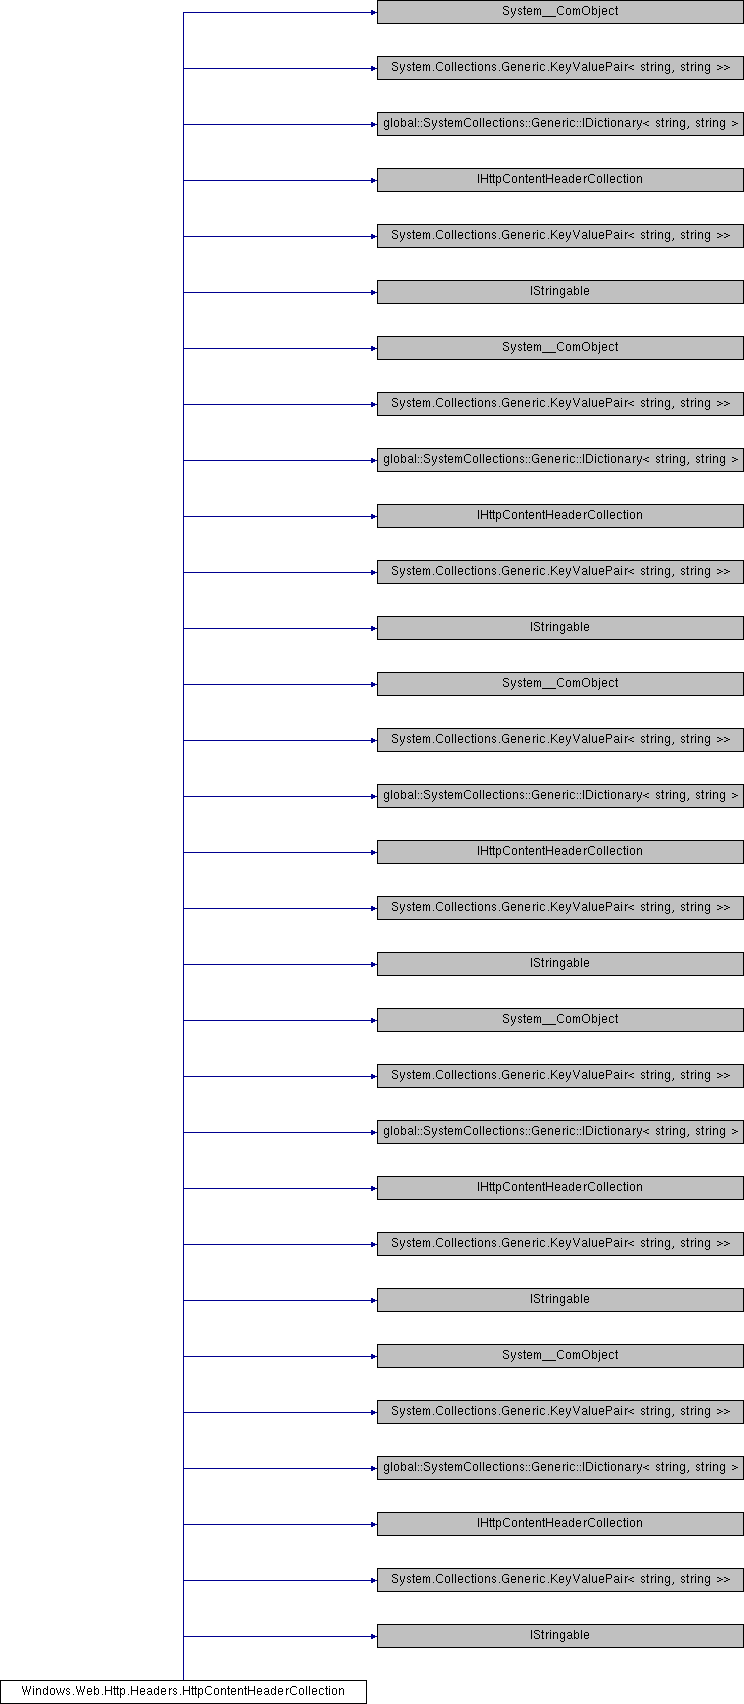 System__ComObject
System.Collections.Generic.KeyValuePair< string, string >>
global::SystemCollections::Generic::IDictionary< string, string >
IHttpContentHeaderCollection
System.Collections.Generic.KeyValuePair< string, string >>
IStringable
System__ComObject
System.Collections.Generic.KeyValuePair< string, string >>
global::SystemCollections::Generic::IDictionary< string, string >
IHttpContentHeaderCollection
System.Collections.Generic.KeyValuePair< string, string >>
IStringable
System__ComObject
System.Collections.Generic.KeyValuePair< string, string >>
global::SystemCollections::Generic::IDictionary< string, string >
IHttpContentHeaderCollection
System.Collections.Generic.KeyValuePair< string, string >>
IStringable
System__ComObject
System.Collections.Generic.KeyValuePair< string, string >>
global::SystemCollections::Generic::IDictionary< string, string >
IHttpContentHeaderCollection
System.Collections.Generic.KeyValuePair< string, string >>
IStringable
System__ComObject
System.Collections.Generic.KeyValuePair< string, string >>
global::SystemCollections::Generic::IDictionary< string, string >
IHttpContentHeaderCollection
System.Collections.Generic.KeyValuePair< string, string >>
IStringable
Windows.Web.Http.Headers.HttpContentHeaderCollection